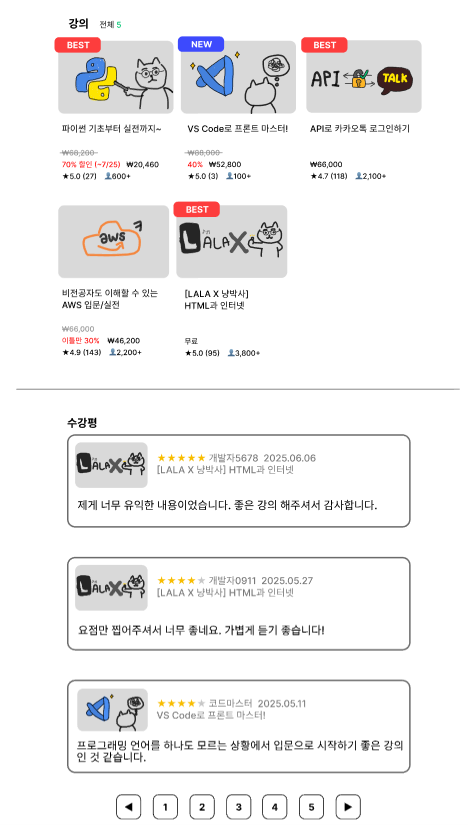 강의 전체 5
BEST
NEW
BEST
API
TALK
파이썬 기초부터 실전까지~
VS Code로 프론트 마스터!
API로 카카오톡 로그인하기
₩68,200
₩88,000
70% 할인 (~7/25) ₩20,460
40% ₩52,800
₩66,000
★5.0 (27) 600+
★5.0 (3) 100+
★4.7 (118) 2,100+
aws
BEST
LALA X
비전공자도 이해할 수 있는
AWS 입문/실전
[LALA X 냥박사]
HTML과 인터넷
₩66,000
이틀만 30% ₩46,200
무료
★4.9 (143) 2,200+
★5.0 (95) 3,800+
수강평
LALA X
★★★★★ 개발자5678 2025.06.06
[LALA X 냥박사] HTML과 인터넷
제게 너무 유익한 내용이었습니다. 좋은 강의 해주셔서 감사합니다.
LALA X
★★★★★ 개발자0911 2025.05.27
[LALA X 냥박사] HTML과 인터넷
요점만 찝어주셔서 너무 좋네요. 가볍게 듣기 좋습니다!
★★★★★ 코드마스터 2025.05.11
VS Code로 프론트 마스터!
프로그래밍 언어를 하나도 모르는 상황에서 입문으로 시작하기 좋은 강의
인 것 같습니다.
◀ 1 2 3 4 5 ▶